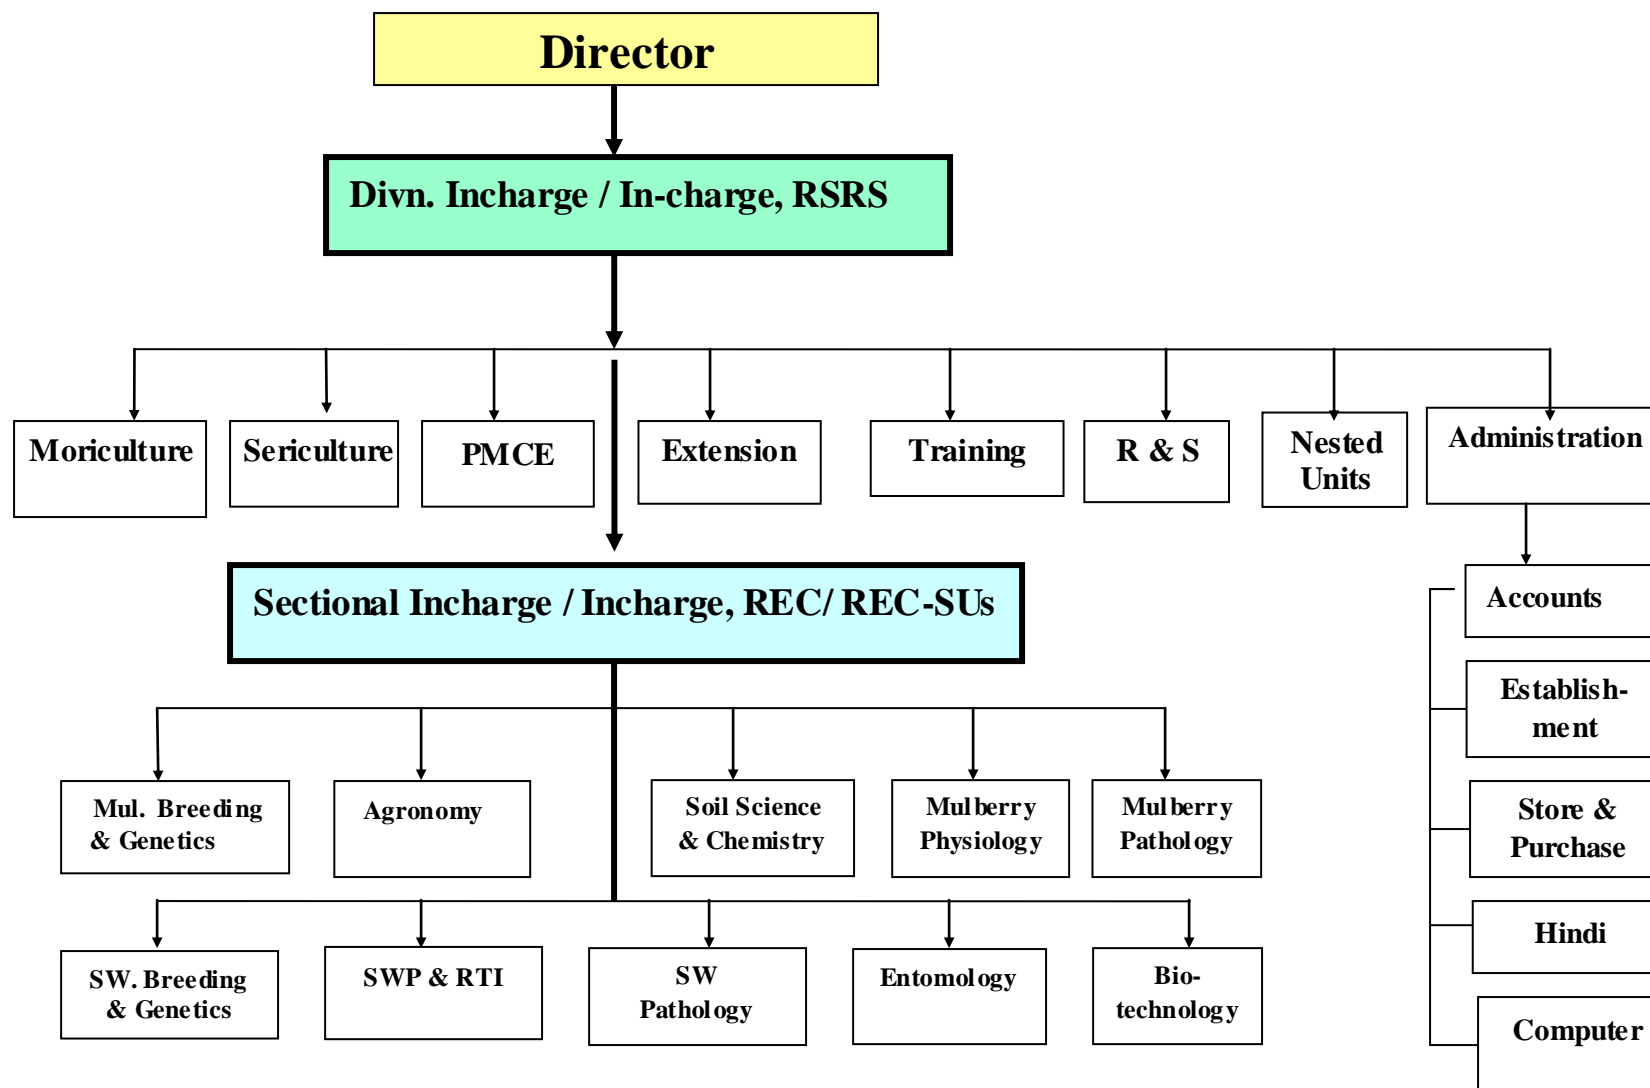 Director
Divn. Incharge / In-charge, RSRS
Moriculture
Sericulture
PMCE
Extension
Training
R & S
Nested
Units
Administration
Sectional Incharge / Incharge, REC/ REC-SUs
Accounts
Establish-
ment
Store &
Purchase
Hindi
Computer
Mul. Breeding
& Genetics
Agronomy
Soil Science
& Chemistry
Mulberry
Physiology
Mulberry
Pathology
SW. Breeding
& Genetics
SWP & RTI
SW
Pathology
Entomology
Bio-
technology